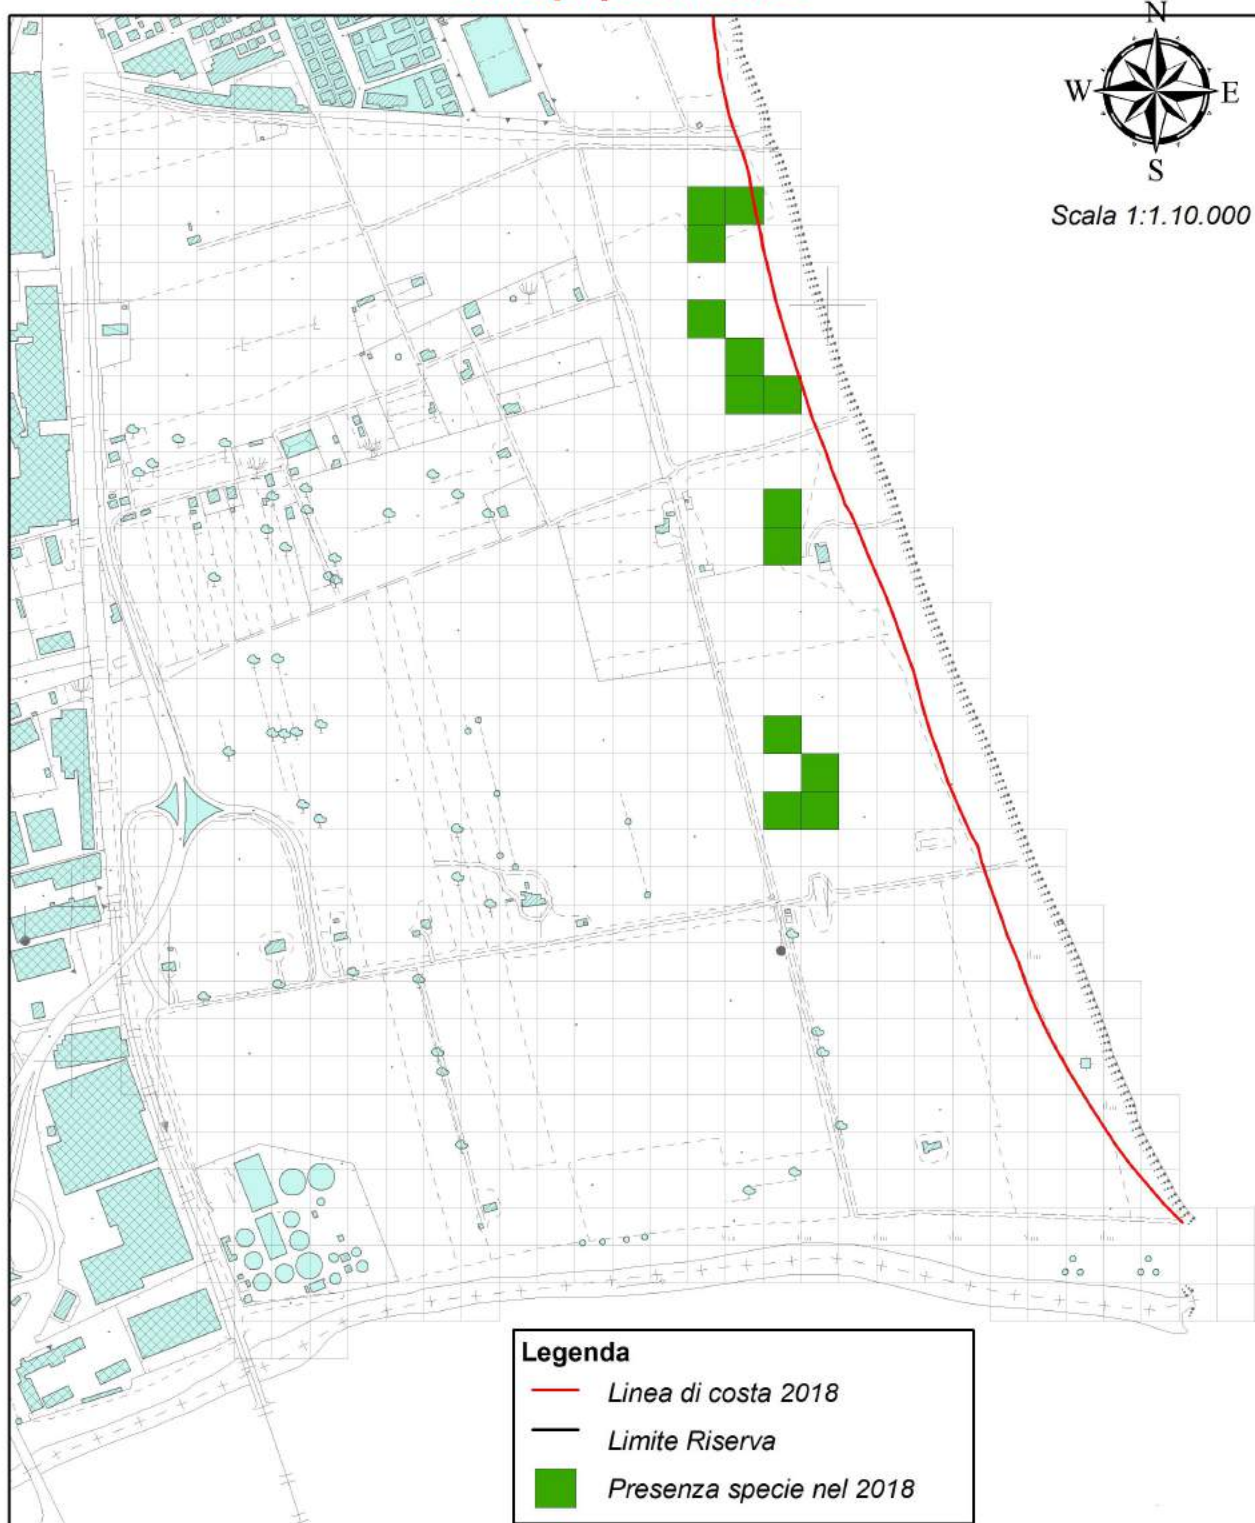 N
W E
S
Scala 1:1.10.000
Legenda
Linea di costa 2018
Limite Riserva
Presenza specie nel 2018